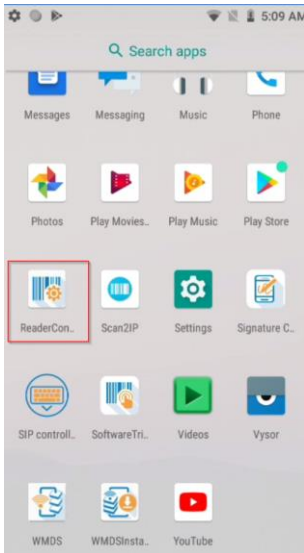 5:09 AM
Search apps
Messages Messaging Music Phone
Photos Play Movies.. Play Music Play Store
ReaderCon.. Scan2IP Settings Signature C..
SIP controll.. SoftwareTri.. Videos Vysor
WMDS WMDSInsta.. YouTube